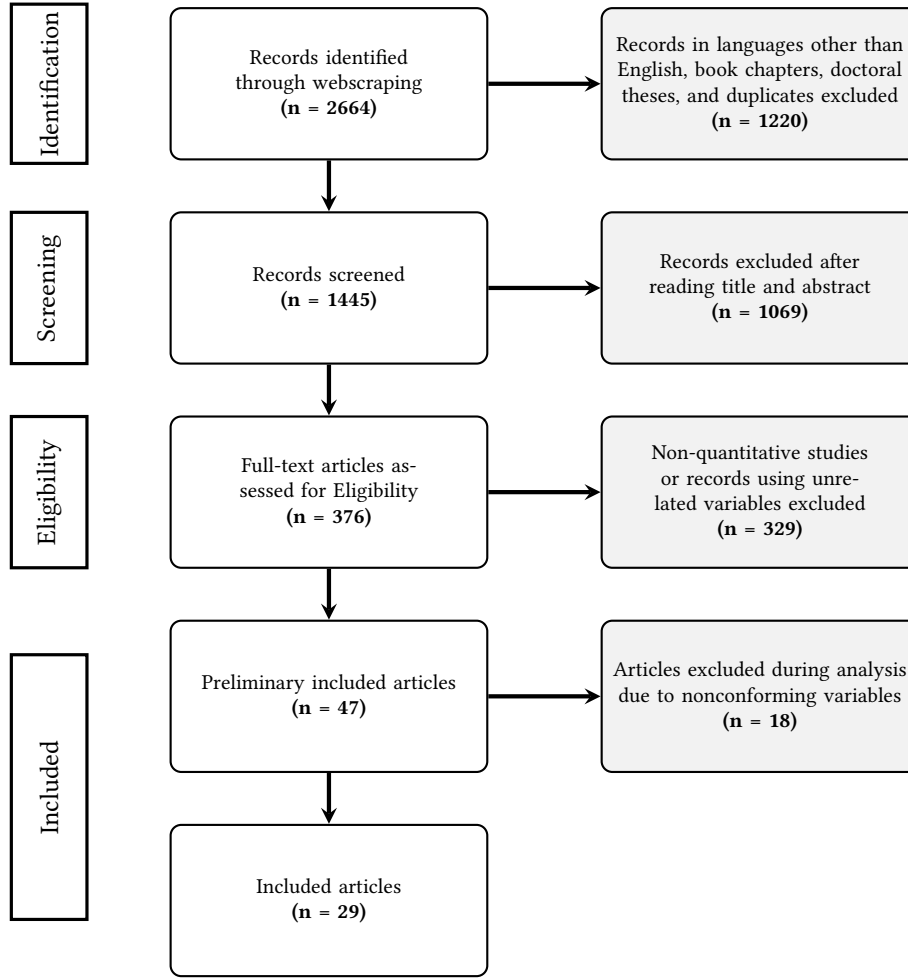 Identification
Records identified
through webscraping
(n = 2664)
Records in languages other than
English, book chapters, doctoral
theses, and duplicates excluded
(n = 1220)
Screening
Records screened
(n = 1445)
Records excluded after
reading title and abstract
(n = 1069)
Eligibility
Full-text articles as-
sessed for Eligibility
(n = 376)
Non-quantitative studies
or records using unre-
lated variables excluded
(n = 329)
Included
Preliminary included articles
(n = 47)
Articles excluded during analysis
due to nonconforming variables
(n = 18)
Included articles
(n = 29)